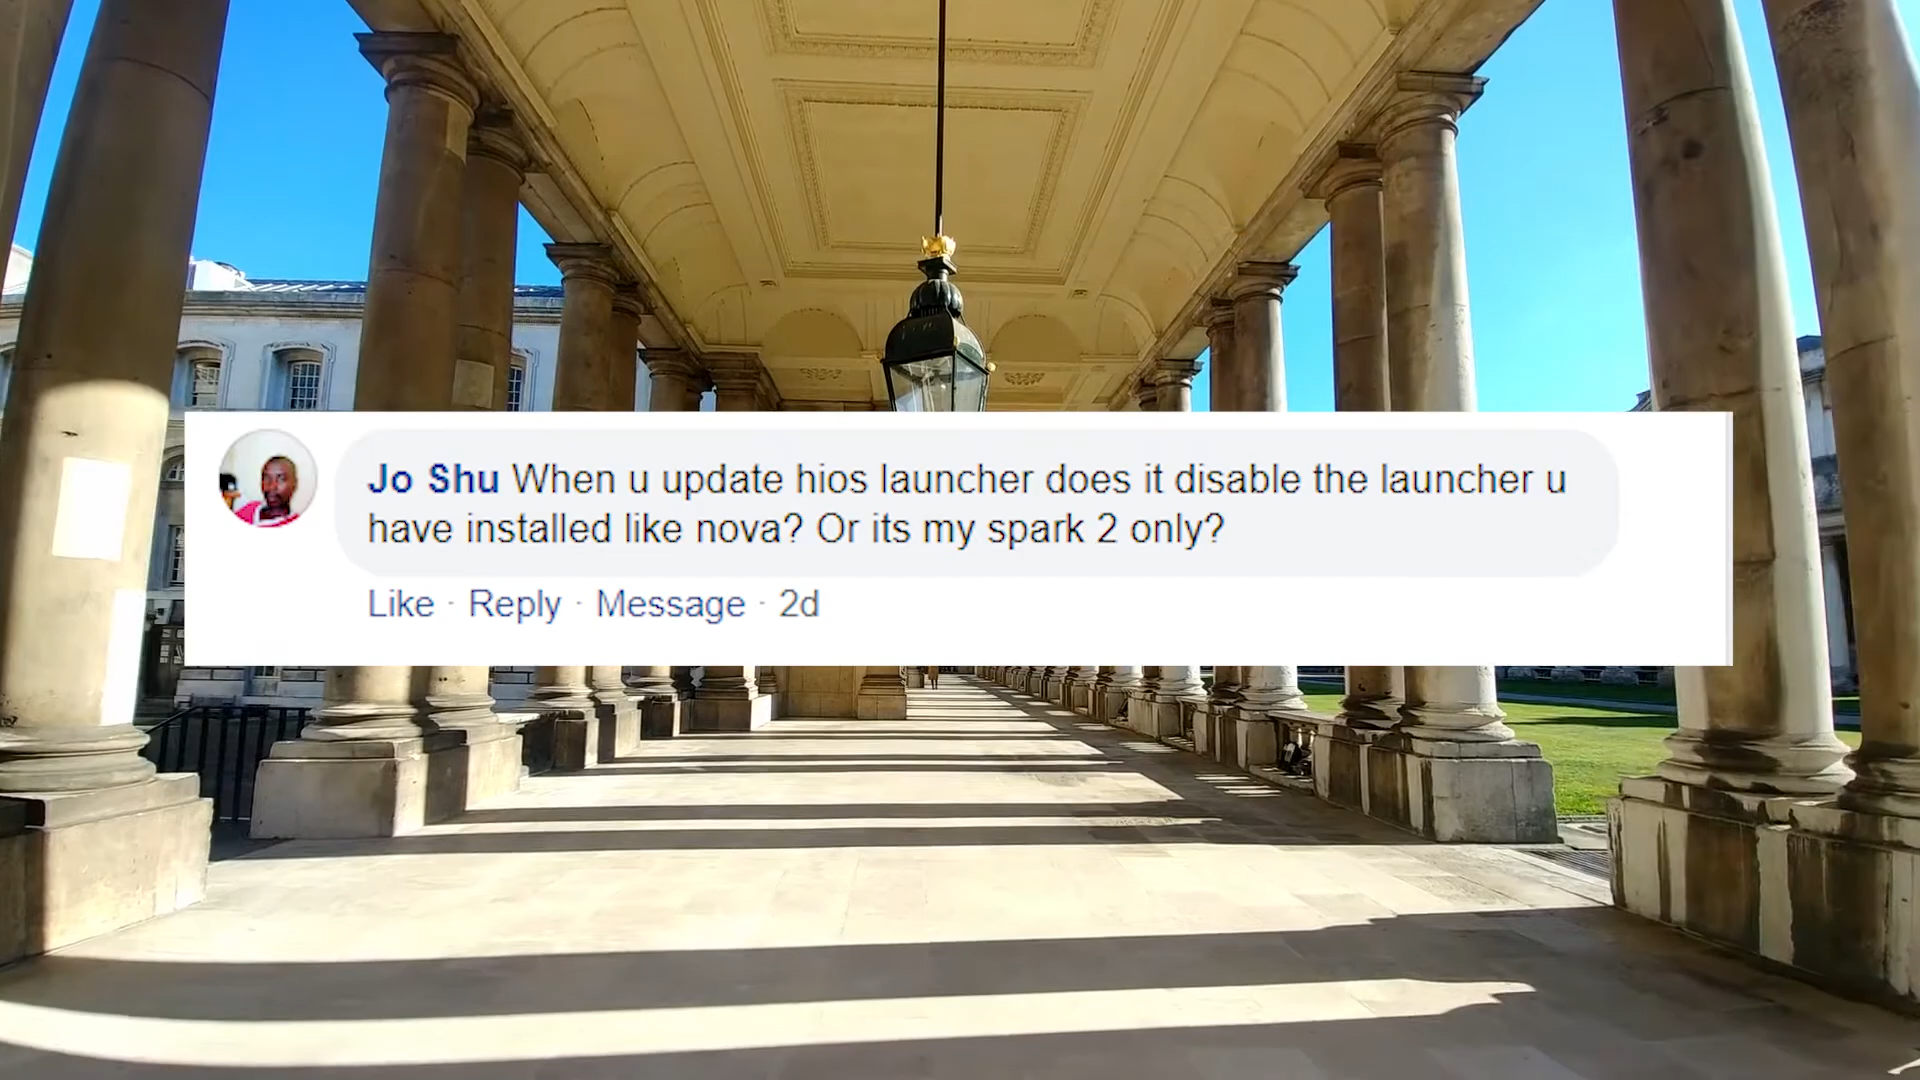 Jo Shu When u update hios launcher does it disable the launcher u
have installed like nova? Or its my spark 2 only?
Like · Reply · Message · 2d